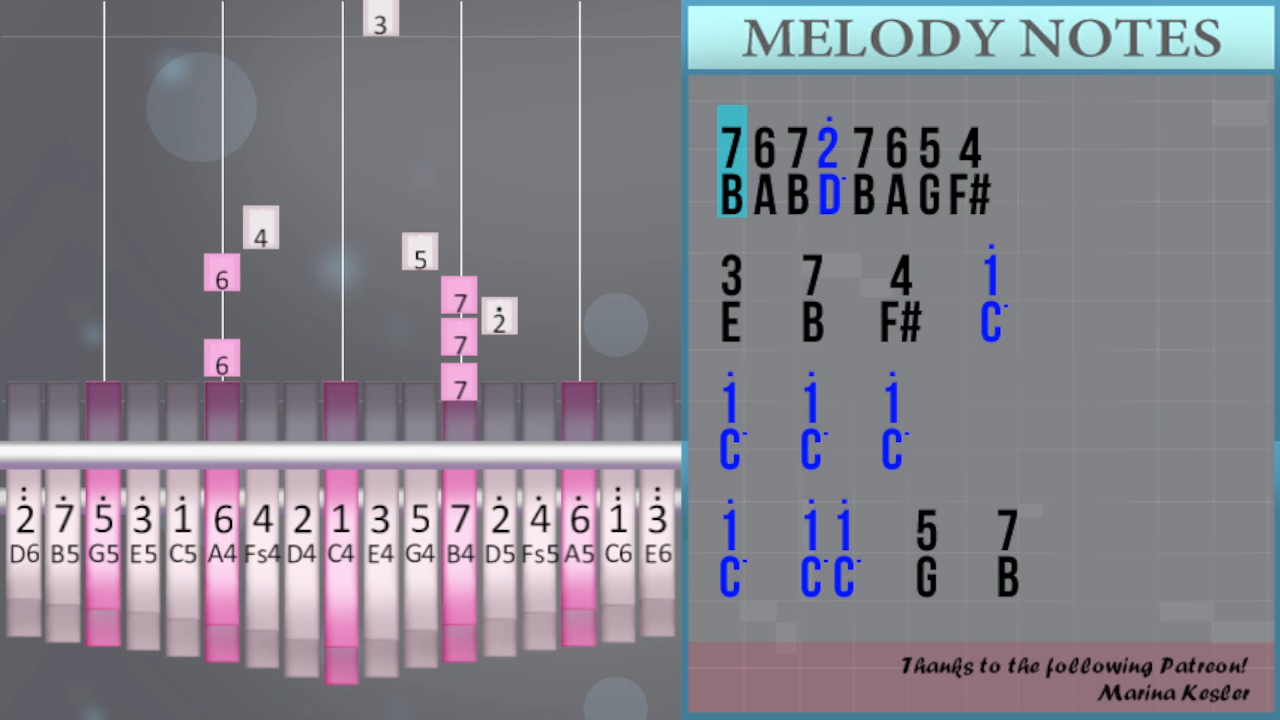 3
4
6
5
7
2̇
7
6
7
2̈ 7̇ 5̇ 3̇ 1̇ 6 4 2 1 3 5 7 2̇ 4̇ 6̇ 1̈ 3̈
D6 B5 G5 E5 C5 A4 Fs4 D4 C4 E4 G4 B4 D5 Fs5 A5 C6 E6
MELODY NOTES
7 6 7 2̇ 7 6 5 4
B A B D˙ B A G F#
3 7 4 1̇
E B F# C˙
1̇ 1̇ 1̇
C˙ C˙ C˙
1̇ 1̇ 1̇ 5 7
C˙ C˙ C˙ G B
Thanks to the following Patreon!
Marina Kesler